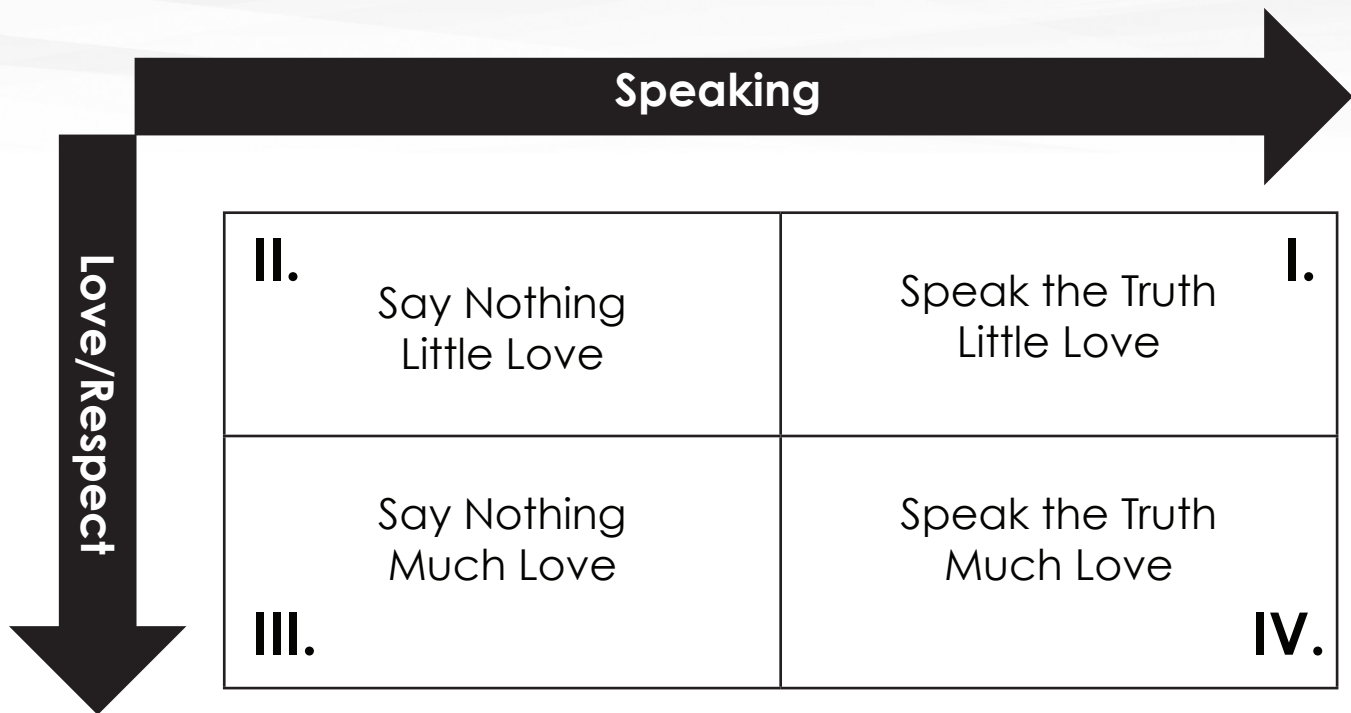 Speaking
Love/Respect
II.
Say Nothing
Little Love
I.
Speak the Truth
Little Love
III.
Say Nothing
Much Love
IV.
Speak the Truth
Much Love